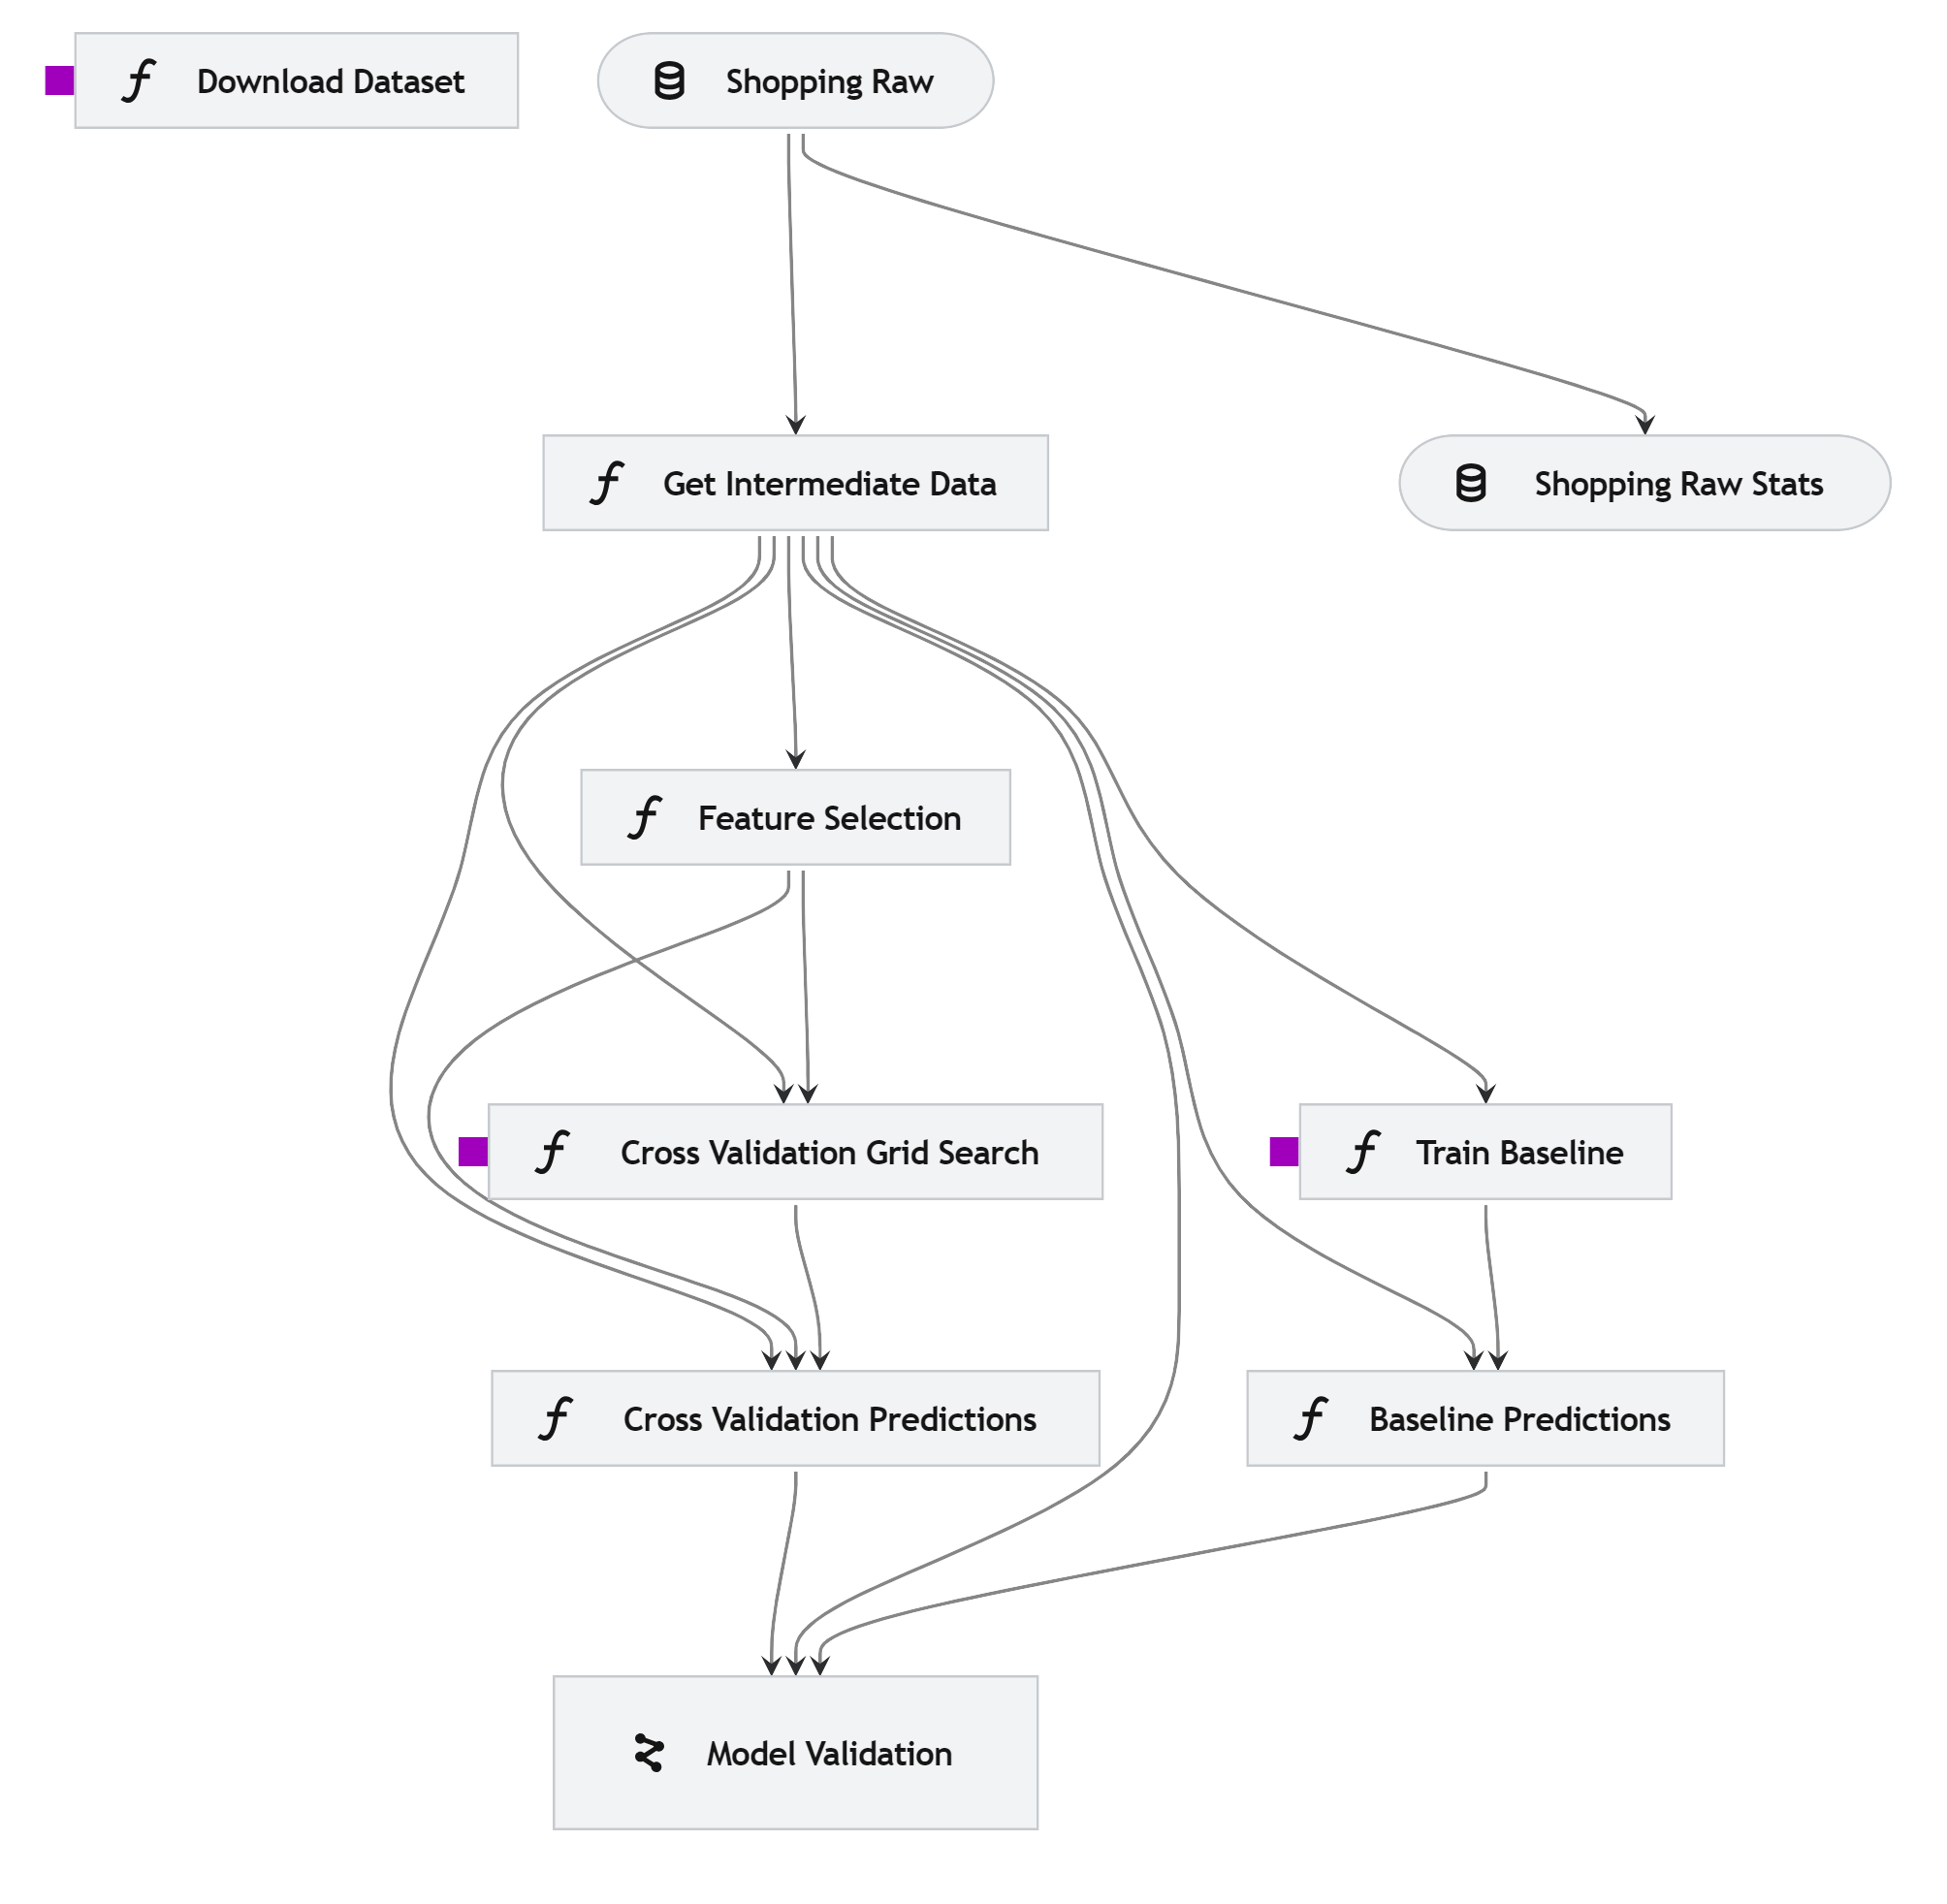 Download Dataset
Shopping Raw
Get Intermediate Data
Shopping Raw Stats
Feature Selection
Cross Validation Grid Search
Train Baseline
Cross Validation Predictions
Baseline Predictions
Model Validation